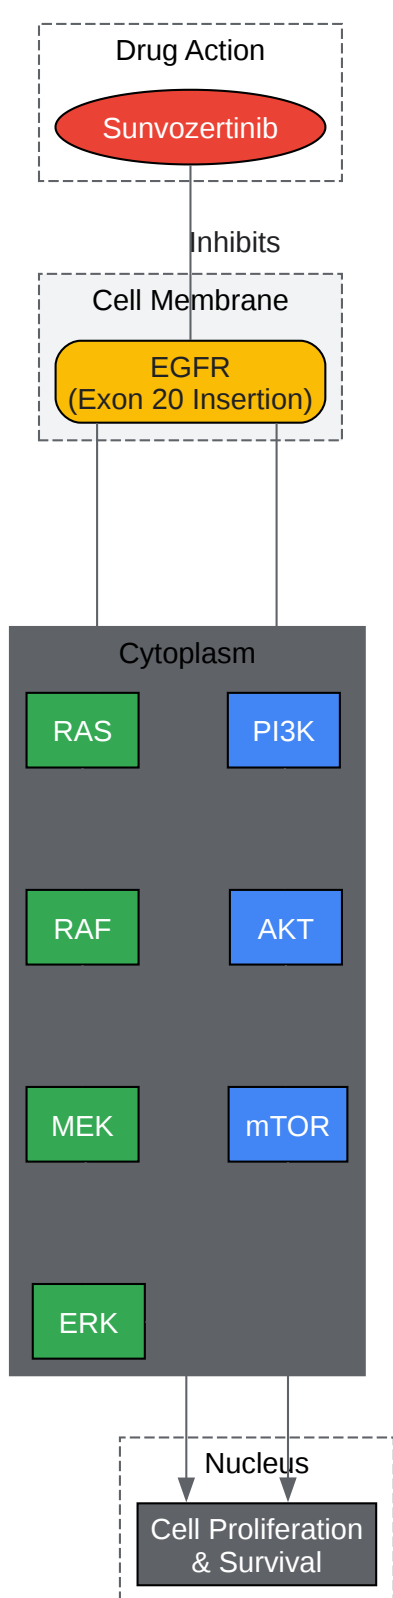 Drug Action
Sunvozertinib
Inhibits
Cell Membrane
EGFR
(Exon 20 Insertion)
Cytoplasm
RAS
PI3K
RAF
AKT
MEK
mTOR
ERK
Nucleus
Cell Proliferation
& Survival